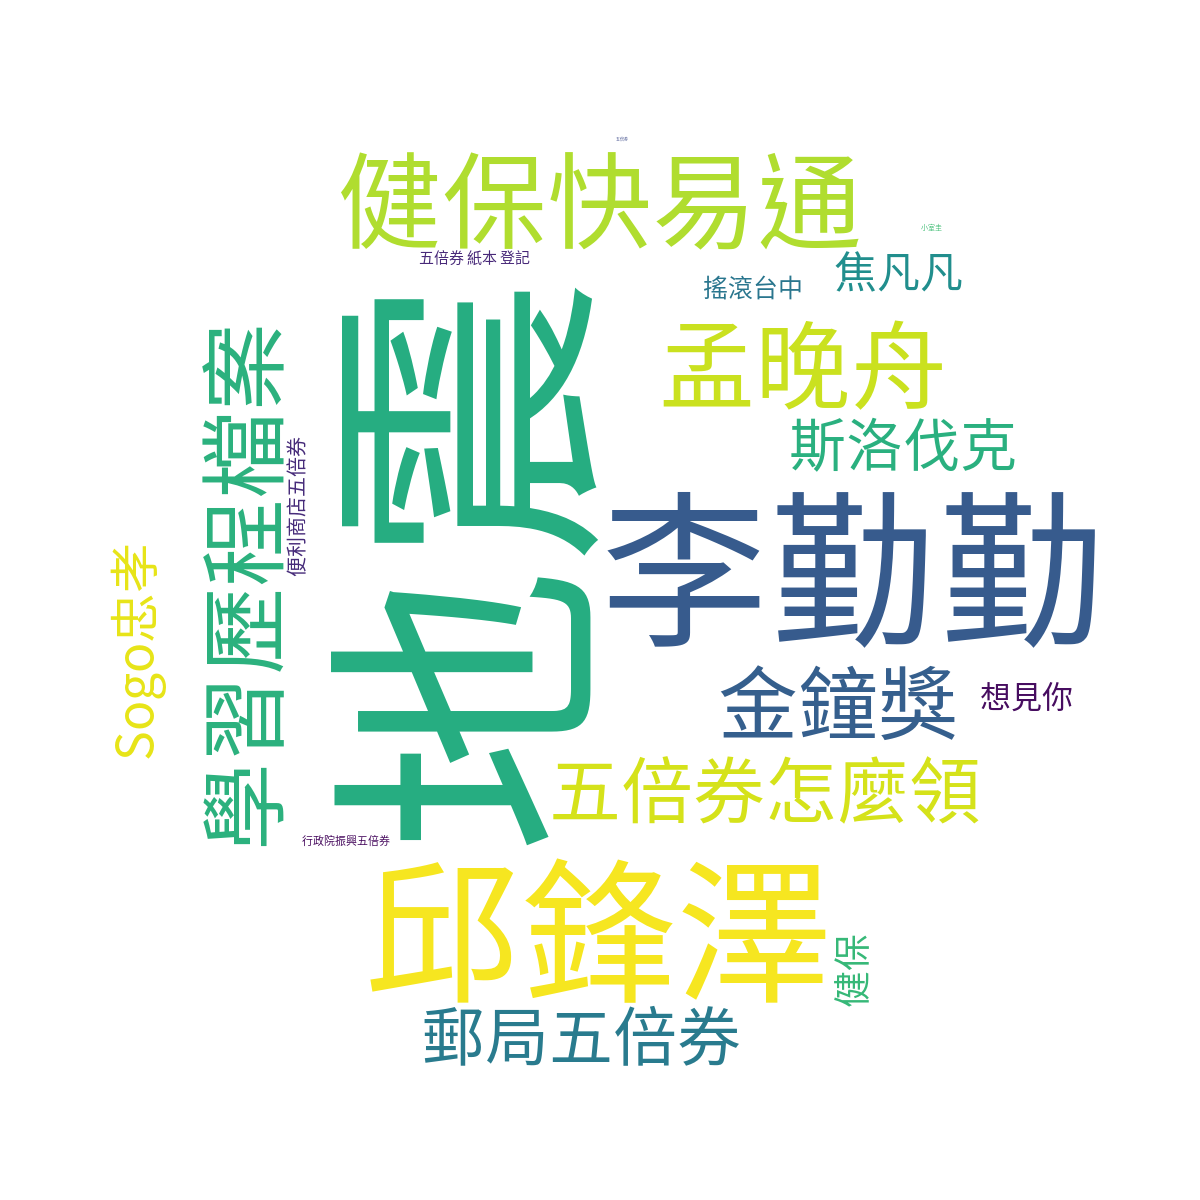 五倍券
健保快易通
小室圭
五倍券 紙本 登記
焦凡凡
搖滾台中
孟晚舟
地震
學習歷程檔案
斯洛伐克
便利商店五倍券
李勤勤
Sogo忠孝
金鐘獎
想見你
五倍券怎麼領
行政院振興五倍券
邱鋒澤
健保
郵局五倍券